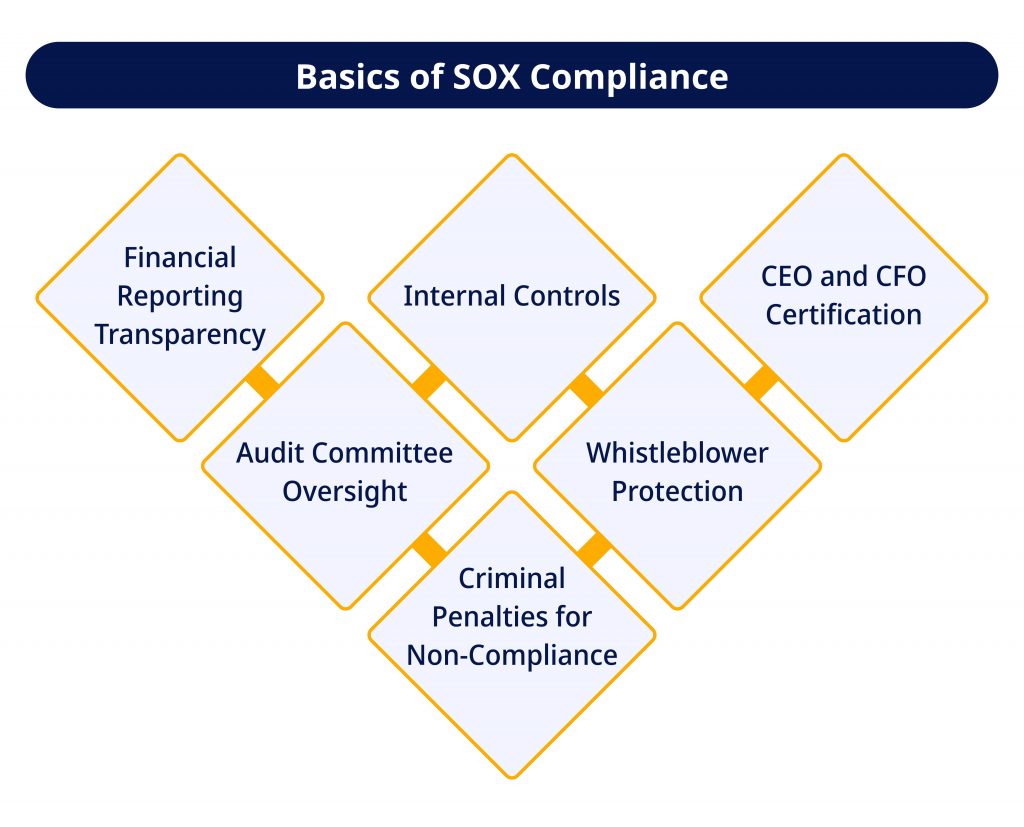 Basics of SOX Compliance
Financial
Reporting
Transparency
Internal Controls
CEO and CFO
Certification
Audit Committee
Oversight
Whistleblower
Protection
Criminal
Penalties for
Non-Compliance